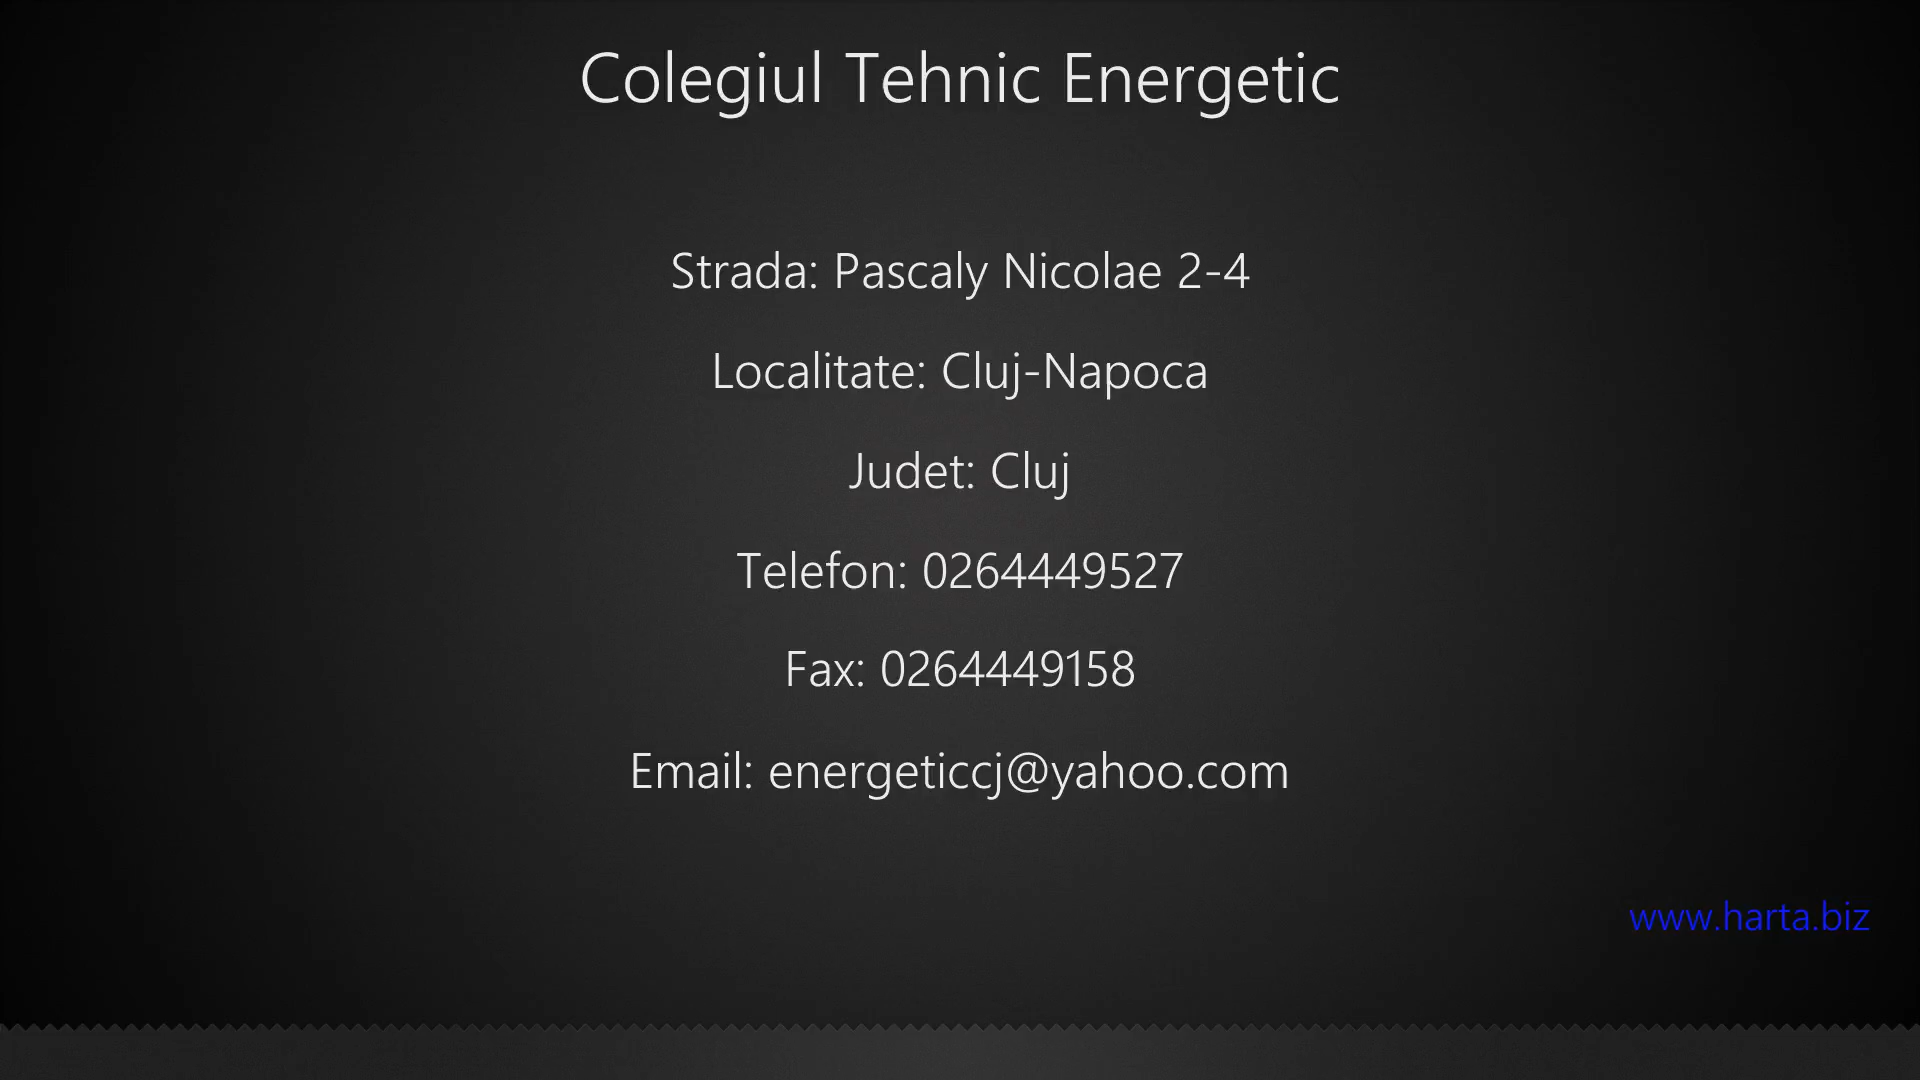 Colegiul Tehnic Energetic
Strada: Pascaly Nicolae 2-4
Localitate: Cluj-Napoca
Judet: Cluj
Telefon: 0264449527
Fax: 0264449158
Email: energeticcj@yahoo.com
www.harta.biz